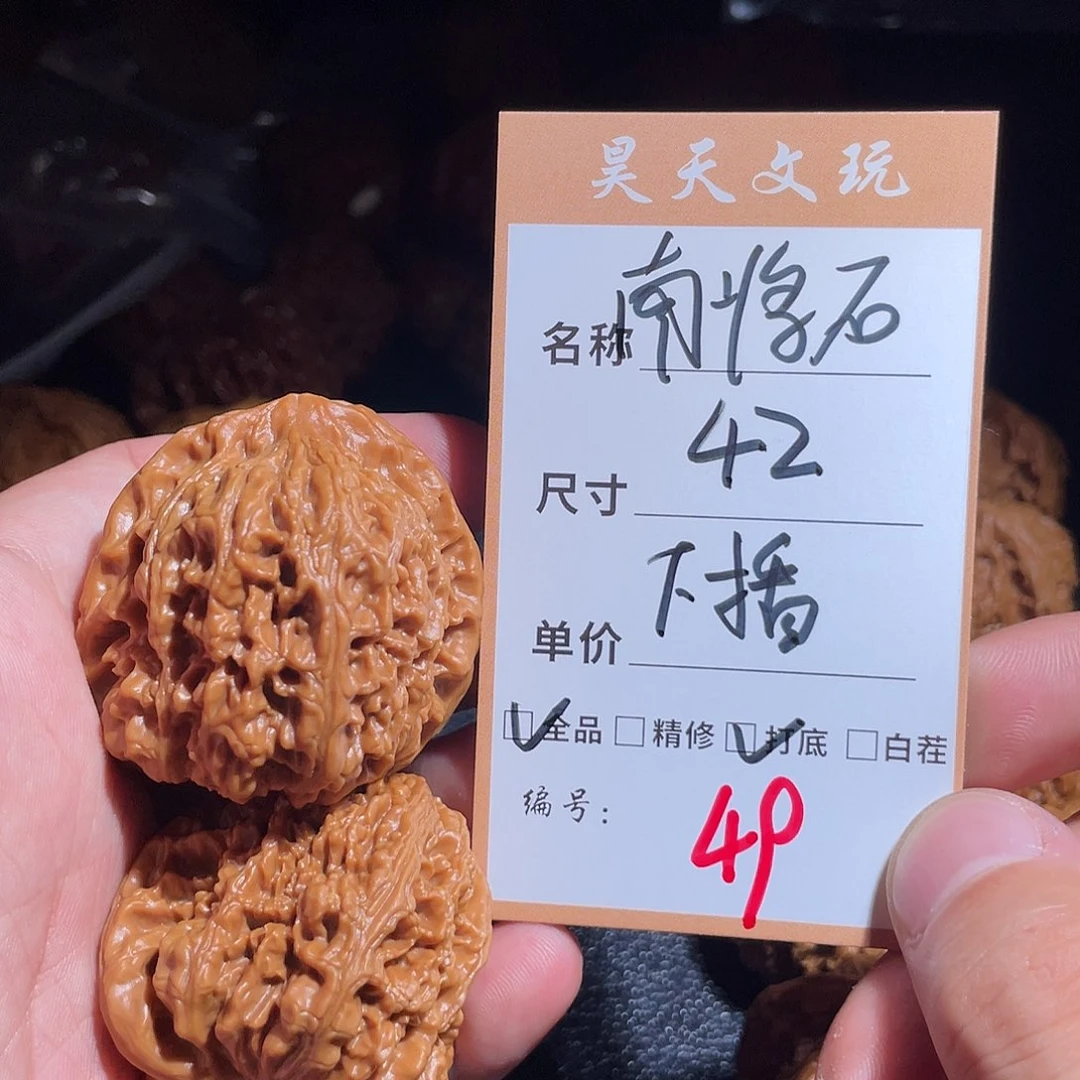 昊天文玩
名称 南将石
尺寸 42
单价 下播
☑全品 □精修 ☑打底 □白茬
编号: 49